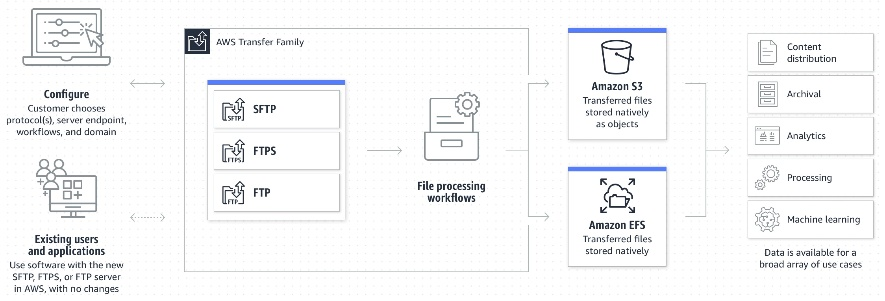 Configure
Customer chooses
protocol(s), server endpoint,
workflows, and domain
Existing users
and applications
Use software with the new
SFTP, FTPS, or FTP server
in AWS, with no changes
AWS Transfer Family
SFTP
SFTP
FTPS
FTPS
FTP
FTP
File processing
workflows
Amazon S3
Transferred files
stored natively
as objects
Amazon EFS
Transferred files
stored natively
Content
distribution
Archival
Analytics
Processing
Machine learning
Data is available for a
broad array of use cases